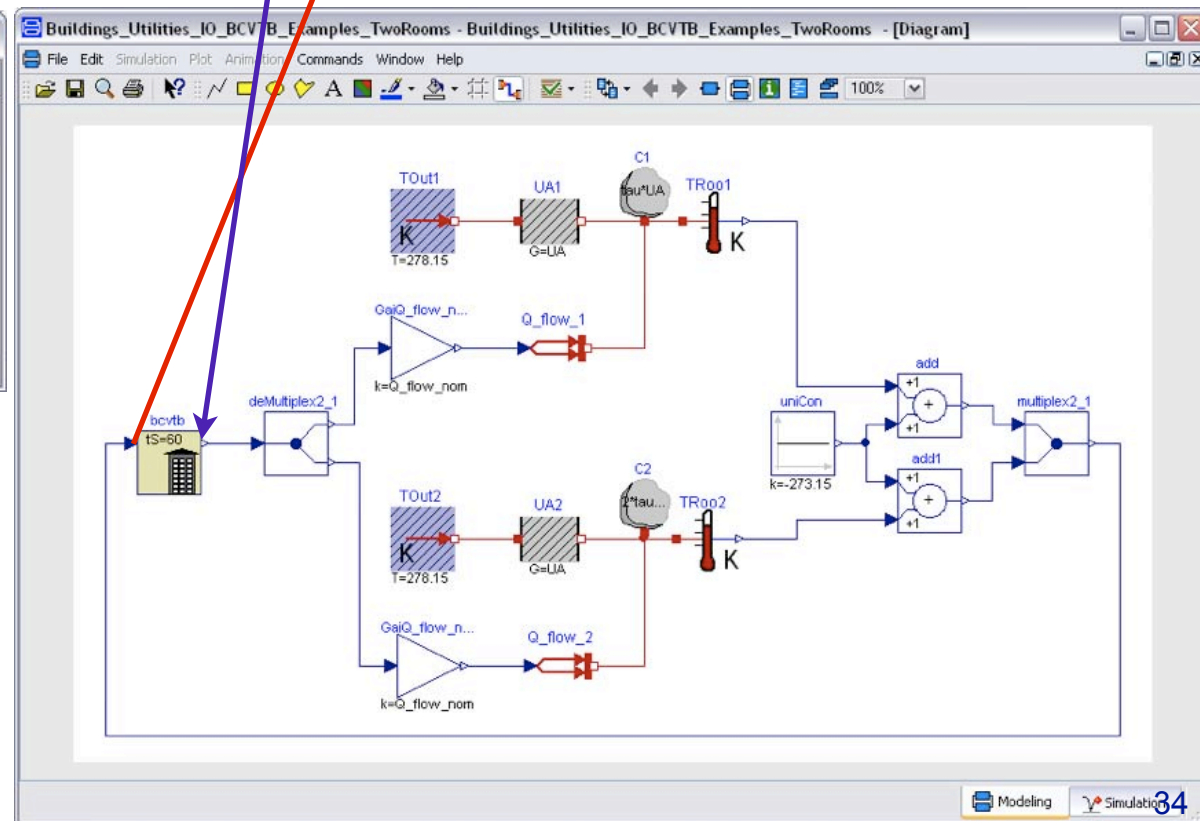 Buildings_Utilities_IO_BCVTB_Examples_TwoRooms - Buildings_Utilities_IO_BCVTB_Examples_TwoRooms - [Diagram]
File Edit Simulation Plot Animation Commands Window Help
100%
C1
tau*UA
TOut1
UA1
TRoo1
K
K
T=278.15
G=UA
GaiQ_flow_n...
Q_flow_1
k=Q_flow_nom
add
+1
+
+1
deMultiplex2_1
uniCon
multiplex2_1
bcvtb
tS=60
k=-273.15
add1
+1
+
+1
C2
2*tau...
TOut2
UA2
TRoo2
K
K
T=278.15
G=UA
GaiQ_flow_n...
Q_flow_2
k=Q_flow_nom
Modeling
Simulation
34